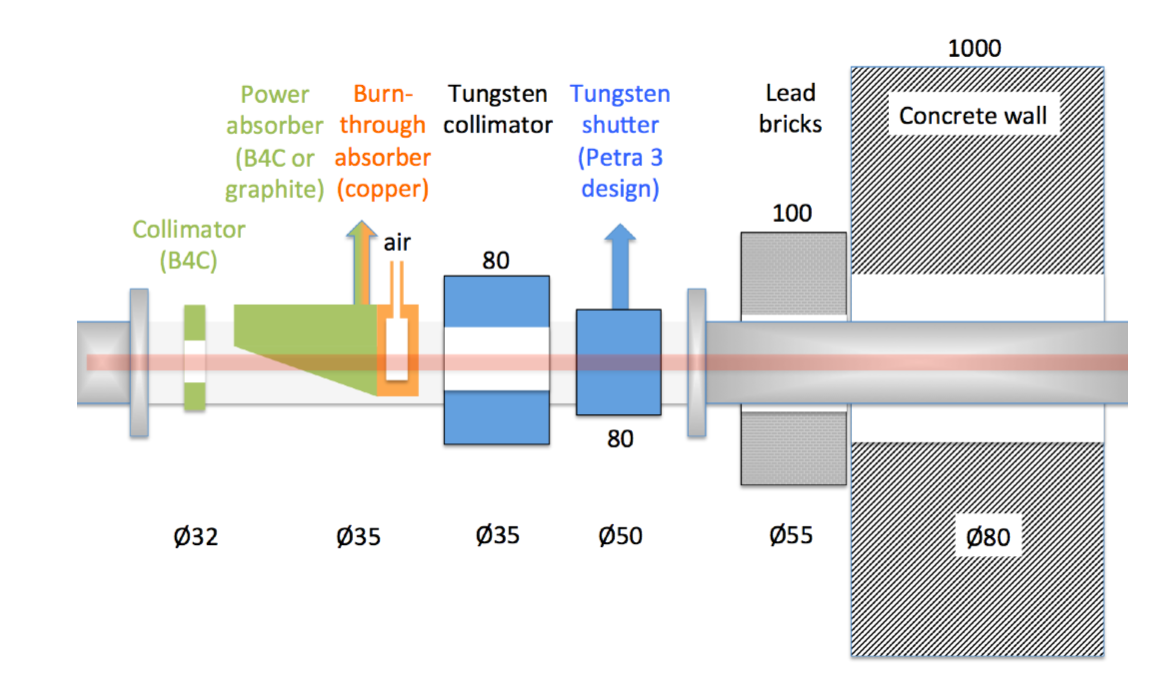 1000
Power
absorber
(B4C or
graphite)
Burn-
through
absorber
(copper)
Tungsten
collimator
Tungsten
shutter
(Petra 3
design)
Lead
bricks
Concrete wall
Collimator
(B4C)
air
80
100
80
Ø32
Ø35
Ø35
Ø50
Ø55
Ø80